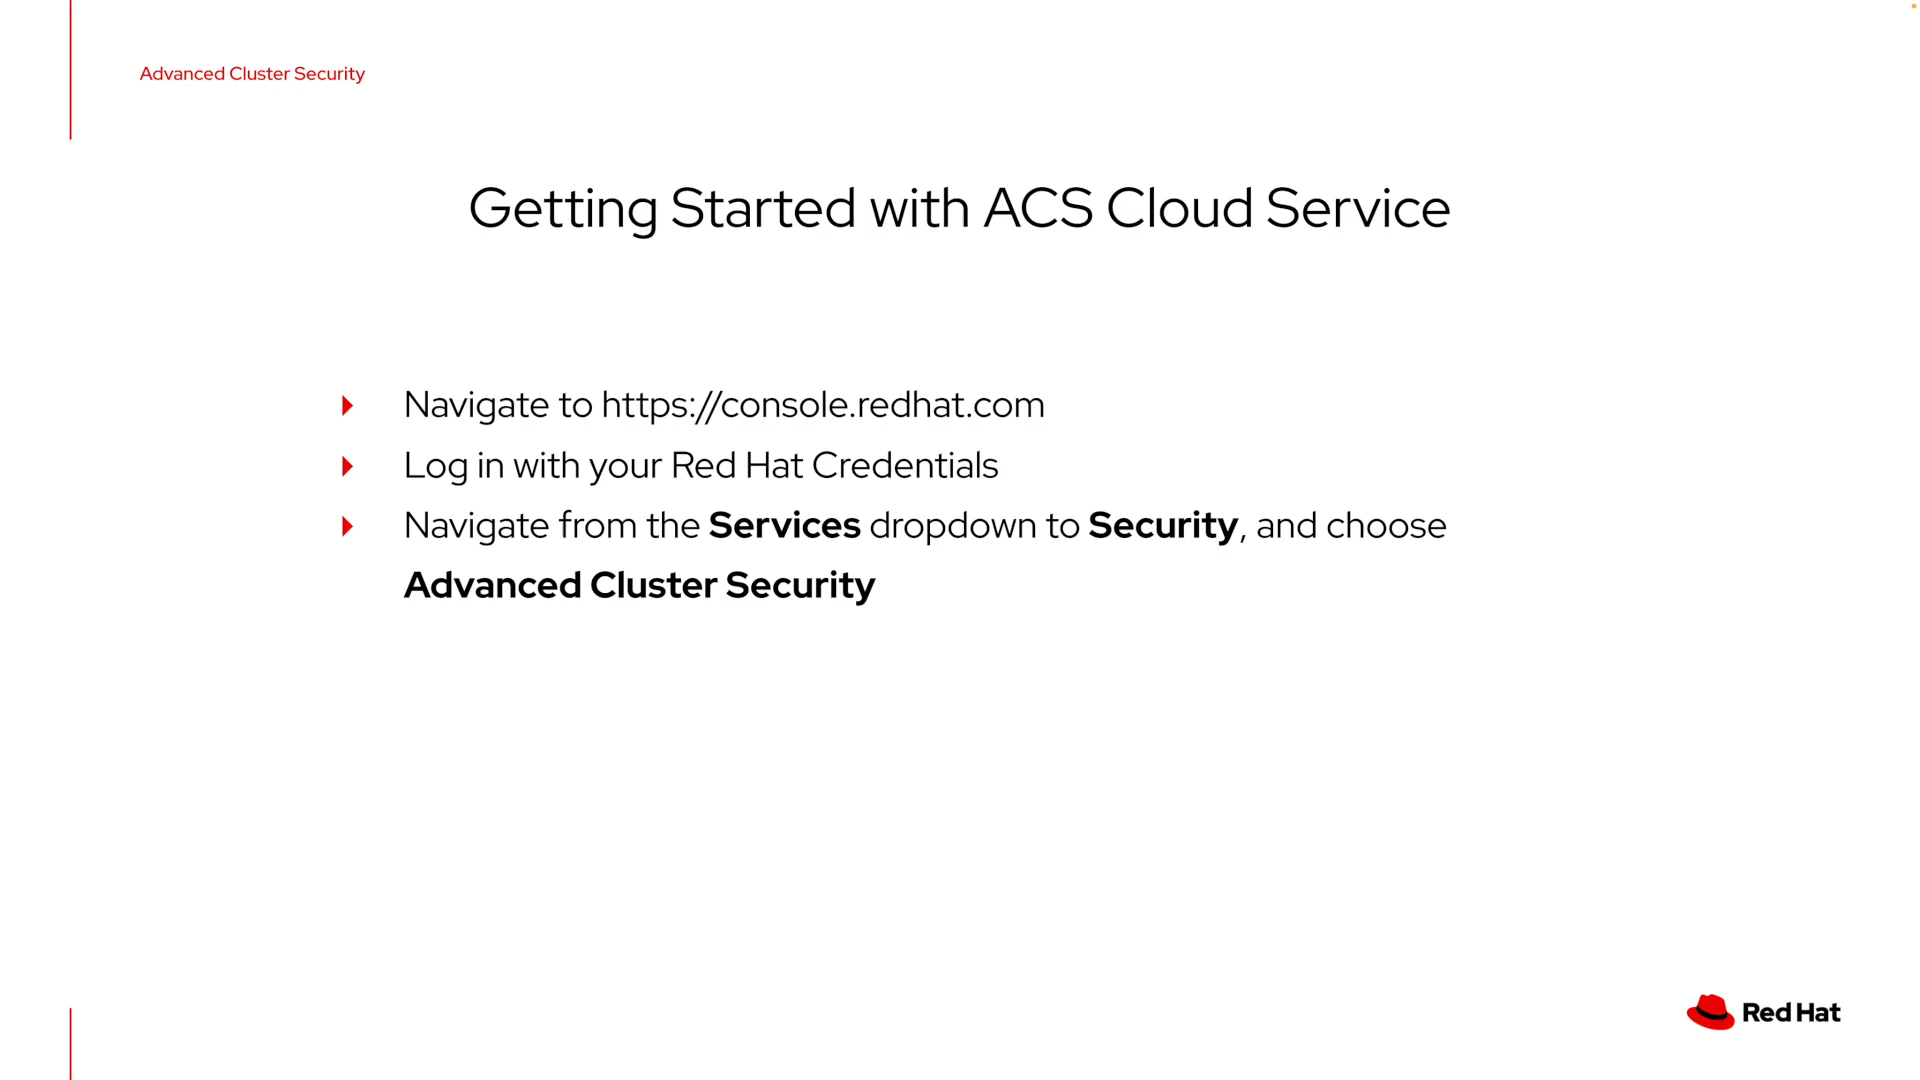 Advanced Cluster Security
Getting Started with ACS Cloud Service
Navigate to https://console.redhat.com
Log in with your Red Hat Credentials
Navigate from the Services dropdown to Security, and choose
Advanced Cluster Security
Red Hat